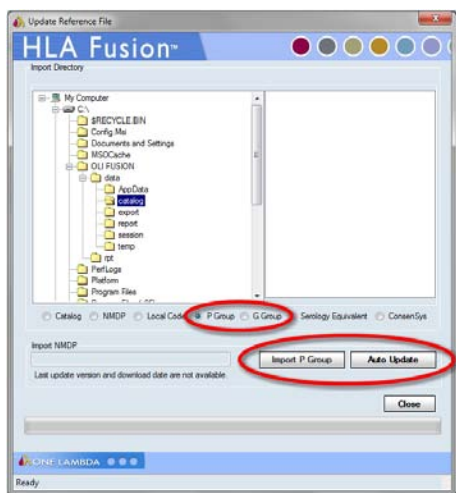 Update Reference File
HLA Fusion™
Import Directory
My Computer
C:\
$RECYCLE.BIN
Config.Msi
Documents and Settings
MSOCache
OLI FUSION
data
AppData
catalog
export
report
session
temp
rpt
PerfLogs
Platform
Program Files
Catalog NMDP Local Code P Group G Group Serology Equivalent ConsenSys
Import NMDP
Import P Group Auto Update
Last update version and download date are not available.
Close
ONE LAMBDA
Ready